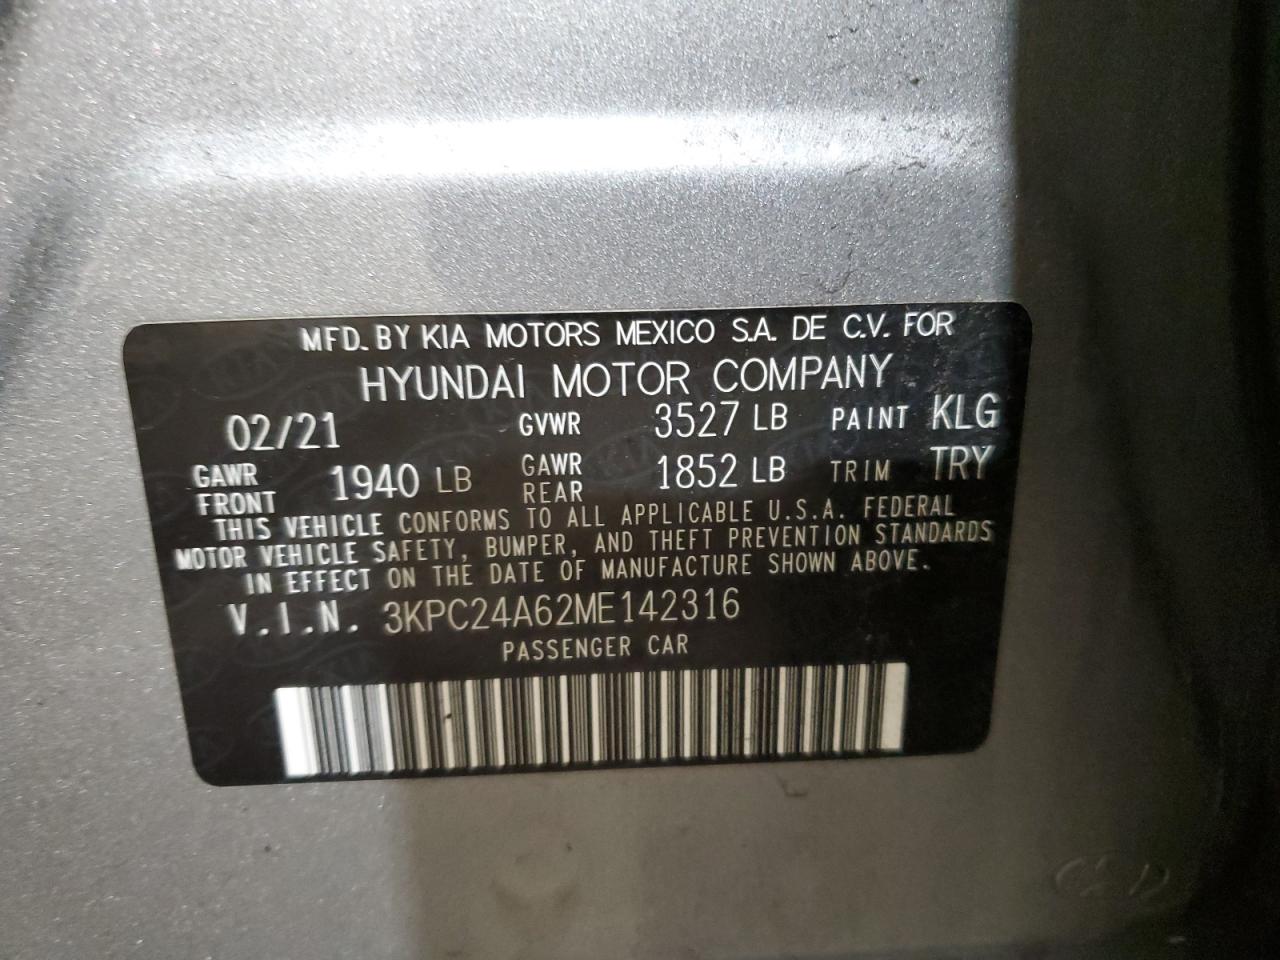 MFD. BY KIA MOTORS MEXICO S.A. DE C.V. FOR
HYUNDAI MOTOR COMPANY
02/21 GVWR 3527 LB PAINT KLG
GAWR FRONT 1940 LB GAWR REAR 1852 LB TRIM TRY
THIS VEHICLE CONFORMS TO ALL APPLICABLE U.S.A. FEDERAL
MOTOR VEHICLE SAFETY, BUMPER, AND THEFT PREVENTION STANDARDS
IN EFFECT ON THE DATE OF MANUFACTURE SHOWN ABOVE.
V.I.N. 3KPC24A62ME142316
PASSENGER CAR